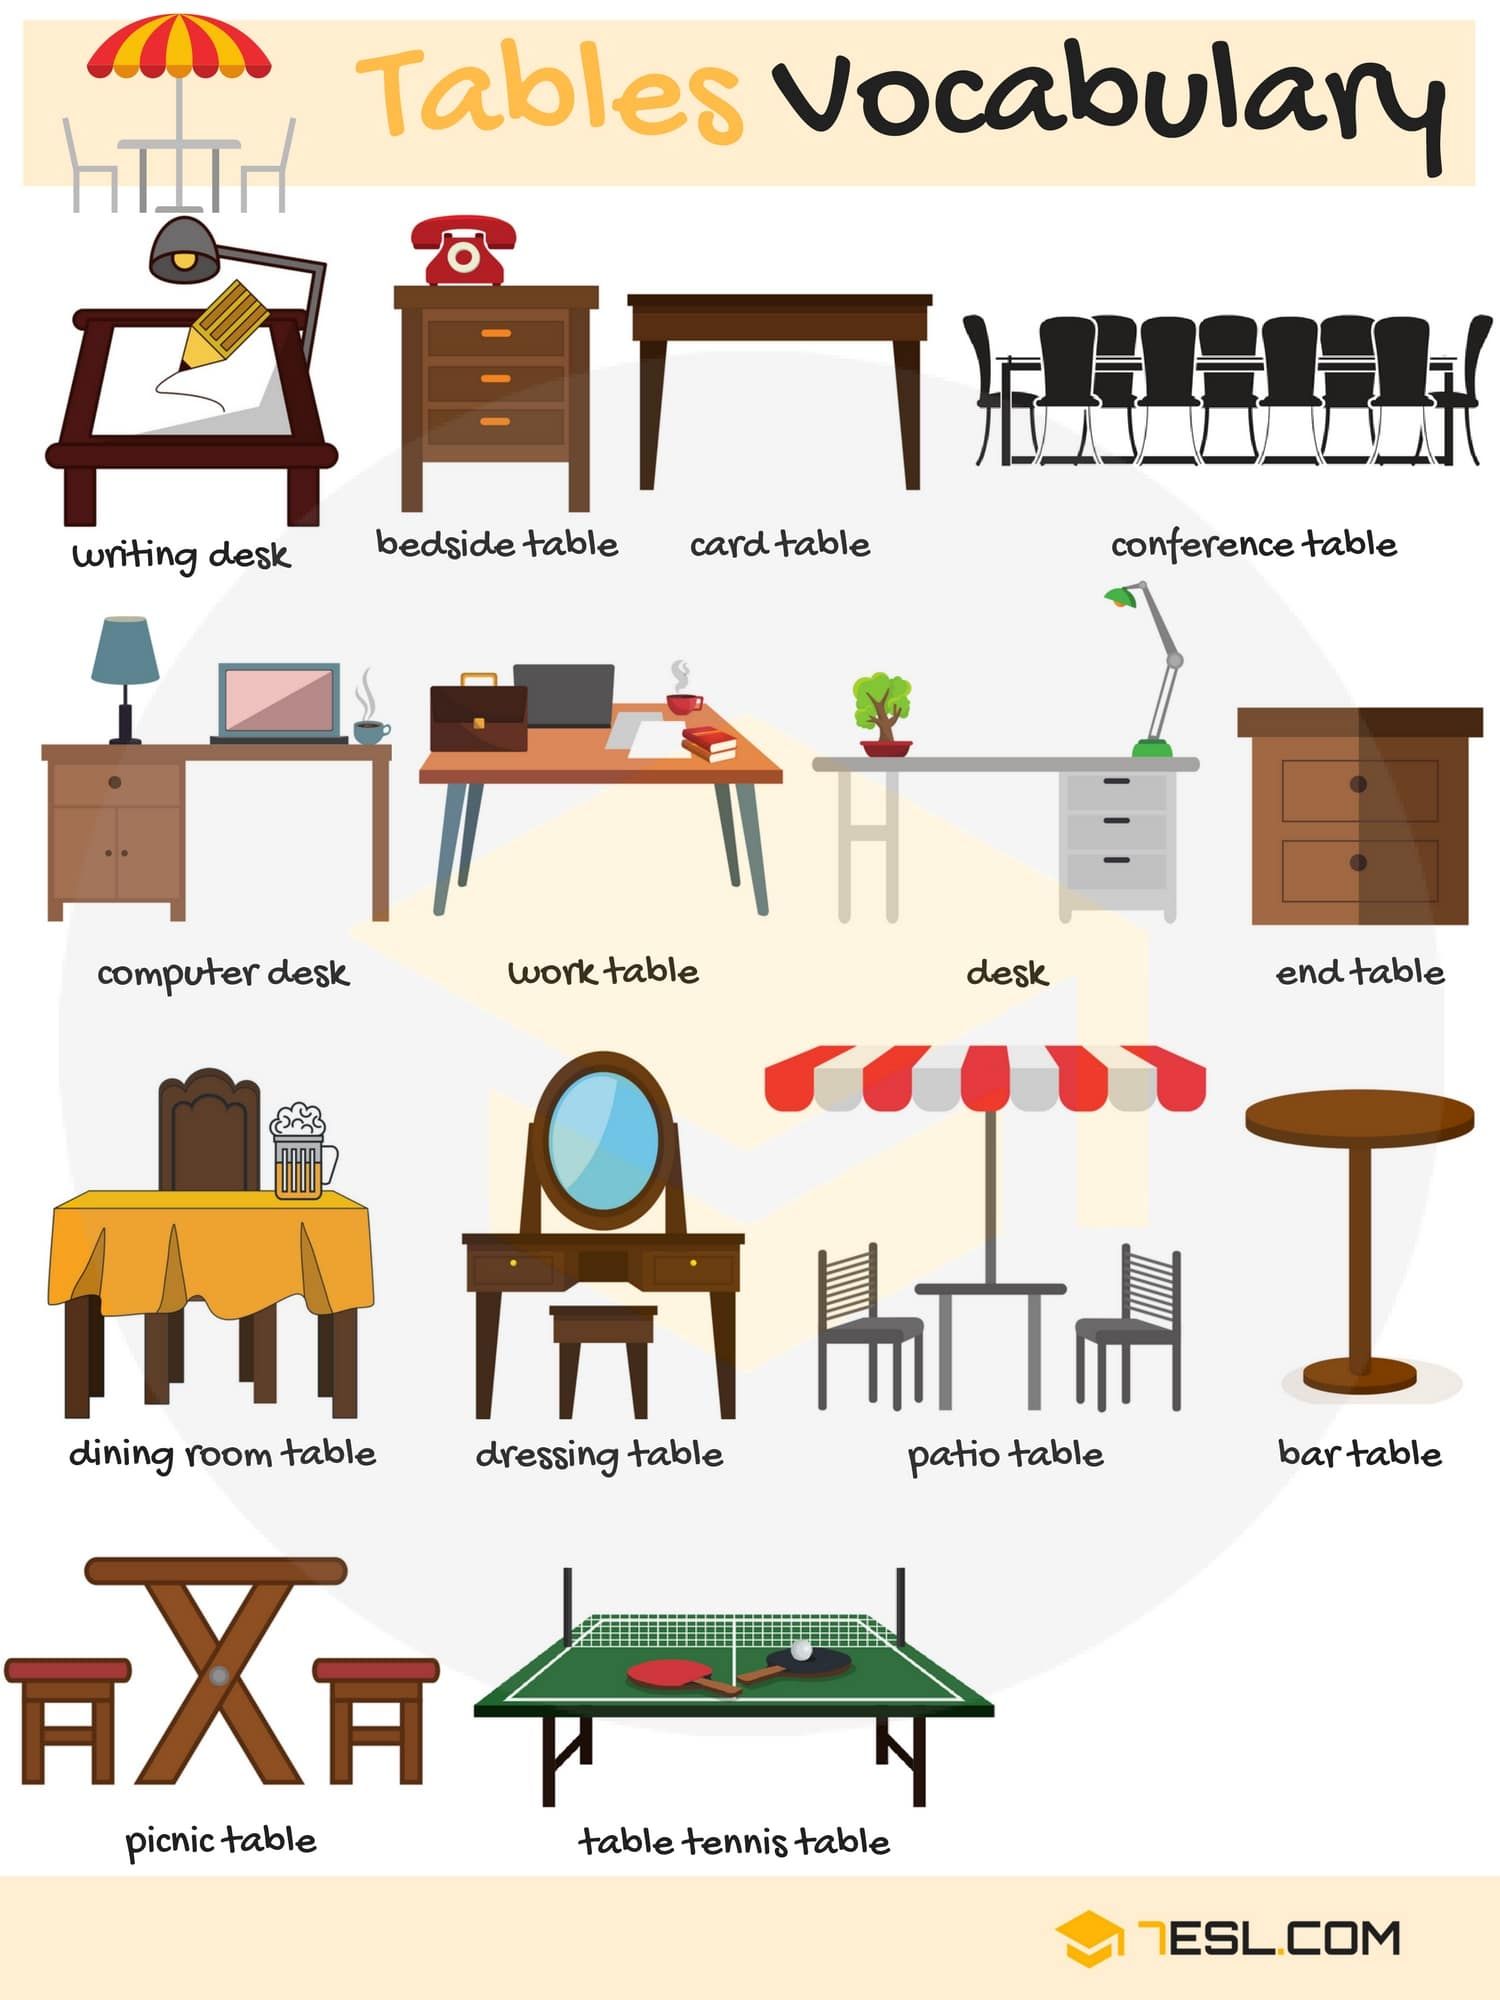 Tables Vocabulary
writing desk
bedside table
card table
conference table
computer desk
work table
desk
end table
dining room table
dressing table
patio table
bar table
picnic table
table tennis table
7ESL.COM